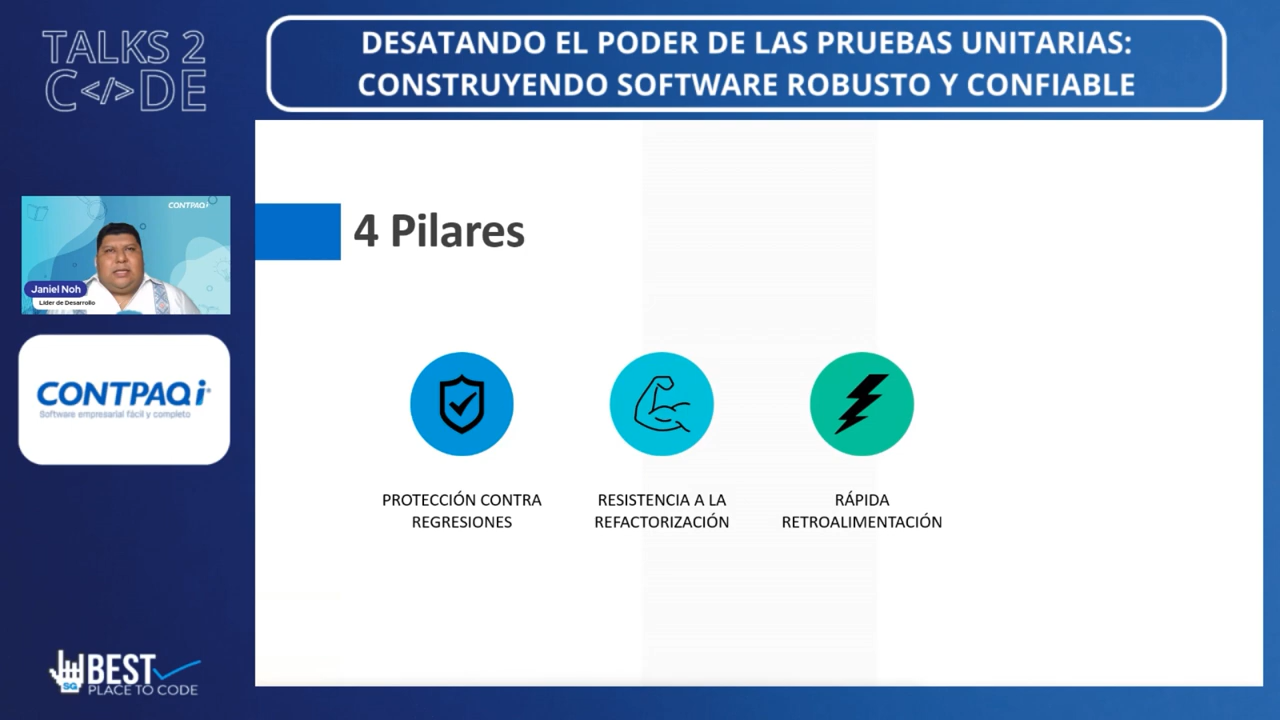 TALKS 2
C</>DE
DESATANDO EL PODER DE LAS PRUEBAS UNITARIAS:
CONSTRUYENDO SOFTWARE ROBUSTO Y CONFIABLE
CONTPAQi
Janiel Noh
Líder de Desarrollo
CONTPAQi®
Software empresarial fácil y completo
4 Pilares
PROTECCIÓN CONTRA
REGRESIONES
RESISTENCIA A LA
REFACTORIZACIÓN
RÁPIDA
RETROALIMENTACIÓN
SG
BEST
PLACE TO CODE